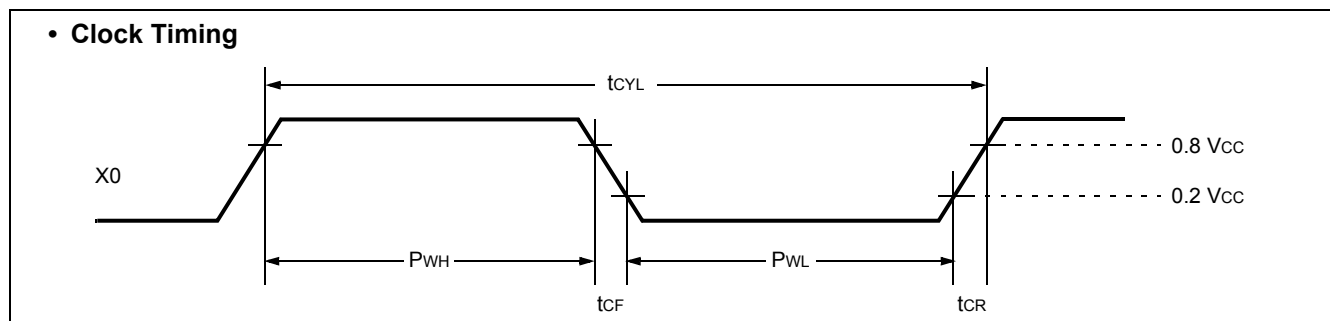 • Clock Timing
tCYL
0.8 VCC
X0
0.2 VCC
PWH
PWL
tCF
tCR